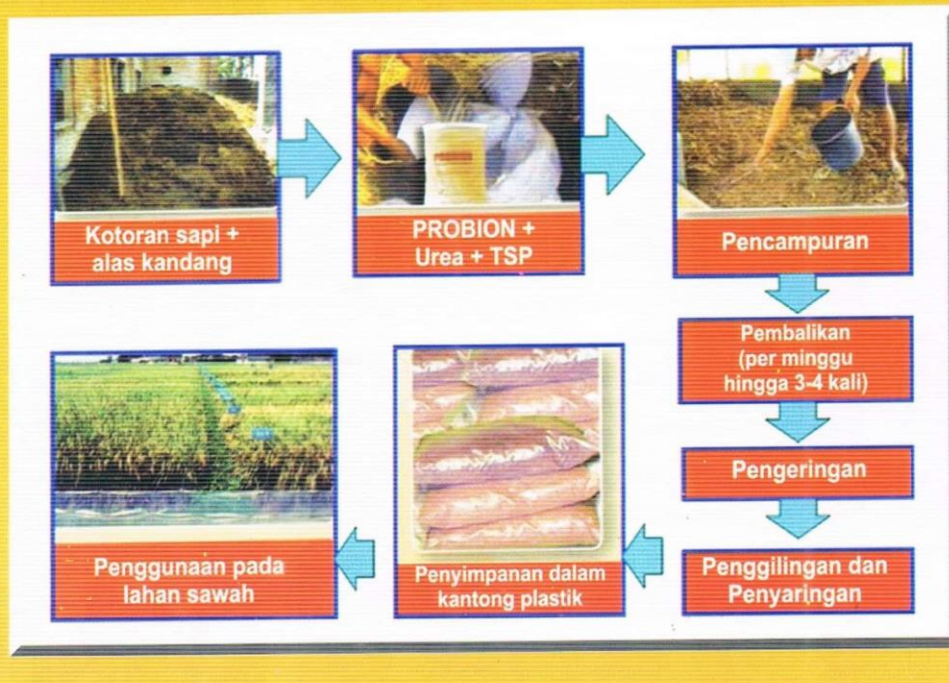 Kotoran sapi +
alas kandang
PROBION +
Urea + TSP
Pencampuran
Pembalikan
(per minggu
hingga 3-4 kali)
Pengeringan
Penggilingan dan
Penyaringan
Penyimpanan dalam
kantong plastik
Penggunaan pada
lahan sawah